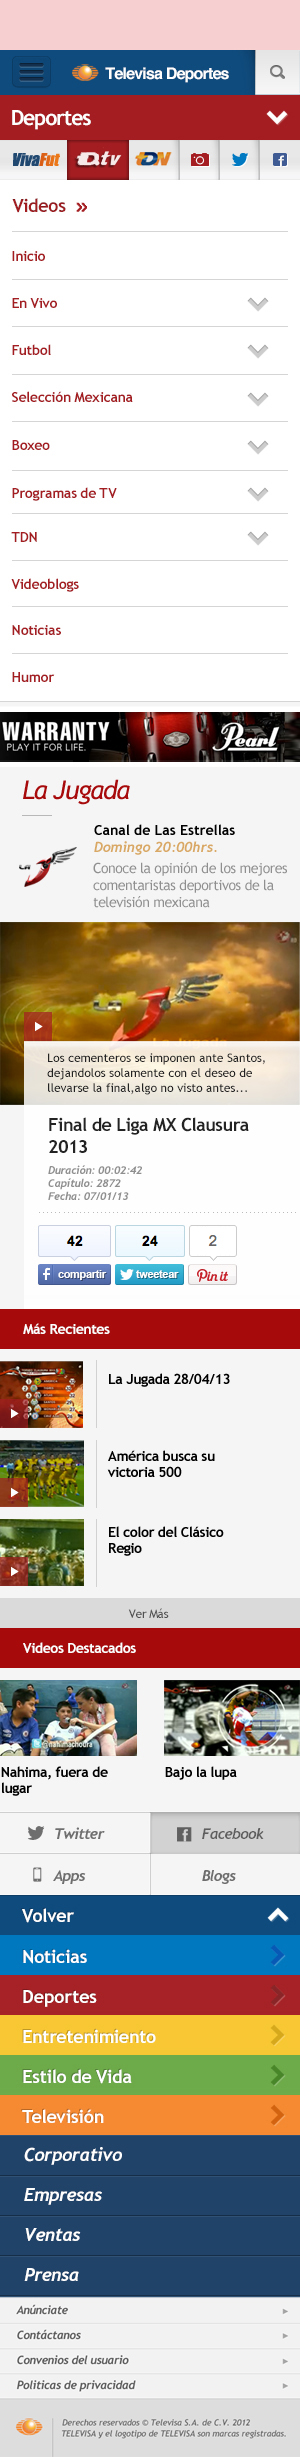 Televisa Deportes
Deportes
VivaFut
tv
TDN
Videos »
Inicio
En Vivo
Futbol
Selección Mexicana
Boxeo
Programas de TV
TDN
Videoblogs
Noticias
Humor
WARRANTY
PLAY IT FOR LIFE.
Pearl
La Jugada
Canal de Las Estrellas
Domingo 20:00hrs.
Conoce la opinión de los mejores
comentaristas deportivos de la
televisión mexicana
La Jugada
Los cementeros se imponen ante Santos,
dejandolos solamente con el deseo de
llevarse la final,algo no visto antes...
Final de Liga MX Clausura
2013
Duración: 00:02:42
Capítulo: 2872
Fecha: 07/01/13
42
24
2
compartir
tweetear
Pin it
Más Recientes
La Jugada 28/04/13
América busca su
victoria 500
El color del Clásico
Regio
Ver Más
Videos Destacados
@nahimachoura
Nahima, fuera de
lugar
Bajo la lupa
Twitter
Facebook
Apps
Blogs
Volver
Noticias
Deportes
Entretenimiento
Estilo de Vida
Televisión
Corporativo
Empresas
Ventas
Prensa
Anúnciate
Contáctanos
Convenios del usuario
Politicas de privacidad
Derechos reservados © Televisa S.A. de C.V. 2012
TELEVISA y el logotipo de TELEVISA son marcas registradas.